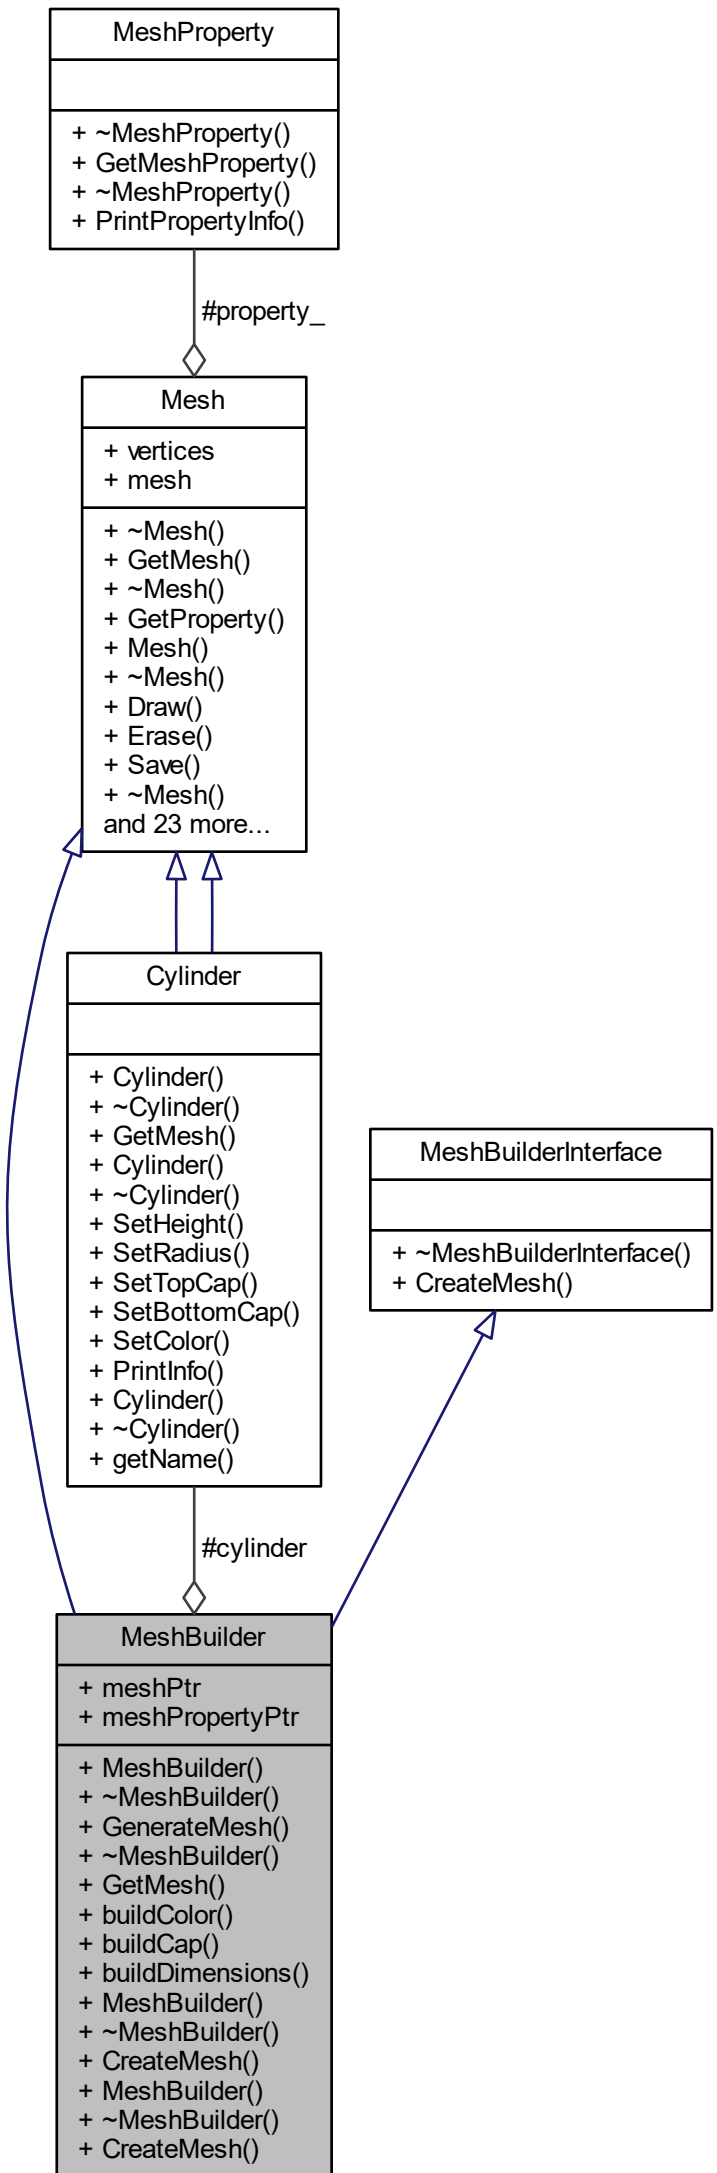 MeshProperty
+ ~MeshProperty()
+ GetMeshProperty()
+ ~MeshProperty()
+ PrintPropertyInfo()
#property_
Mesh
+ vertices
+ mesh
+ ~Mesh()
+ GetMesh()
+ ~Mesh()
+ GetProperty()
+ Mesh()
+ ~Mesh()
+ Draw()
+ Erase()
+ Save()
+ ~Mesh()
and 23 more...
Cylinder
+ Cylinder()
+ ~Cylinder()
+ GetMesh()
+ Cylinder()
+ ~Cylinder()
+ SetHeight()
+ SetRadius()
+ SetTopCap()
+ SetBottomCap()
+ SetColor()
+ PrintInfo()
+ Cylinder()
+ ~Cylinder()
+ getName()
MeshBuilderInterface
+ ~MeshBuilderInterface()
+ CreateMesh()
#cylinder
MeshBuilder
+ meshPtr
+ meshPropertyPtr
+ MeshBuilder()
+ ~MeshBuilder()
+ GenerateMesh()
+ ~MeshBuilder()
+ GetMesh()
+ buildColor()
+ buildCap()
+ buildDimensions()
+ MeshBuilder()
+ ~MeshBuilder()
+ CreateMesh()
+ MeshBuilder()
+ ~MeshBuilder()
+ CreateMesh()